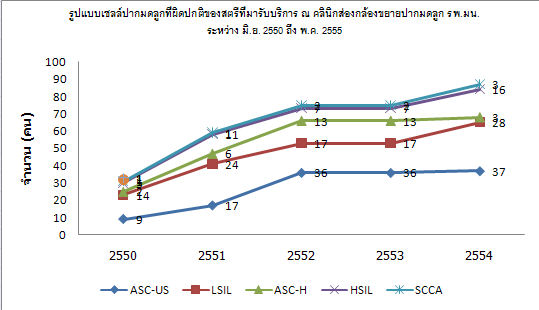 รูปแบบเซลล์ปากมดลูกที่ผิดปกติของสตรีที่มารับบริการ ณ คลินิกส่องกล้องขยายปากมดลูก รพ.มน.
ระหว่าง มิ.ย. 2550 ถึง พ.ค. 2555
จำนวน (คน)
100
90
80
70
60
50
40
30
20
10
0
9 17 36 36 37
14 24 17 17 28
2 6 13 13 3
11 7 7 16
1 3
2550 2551 2552 2553 2554
ASC-US LSIL ASC-H HSIL SCCA